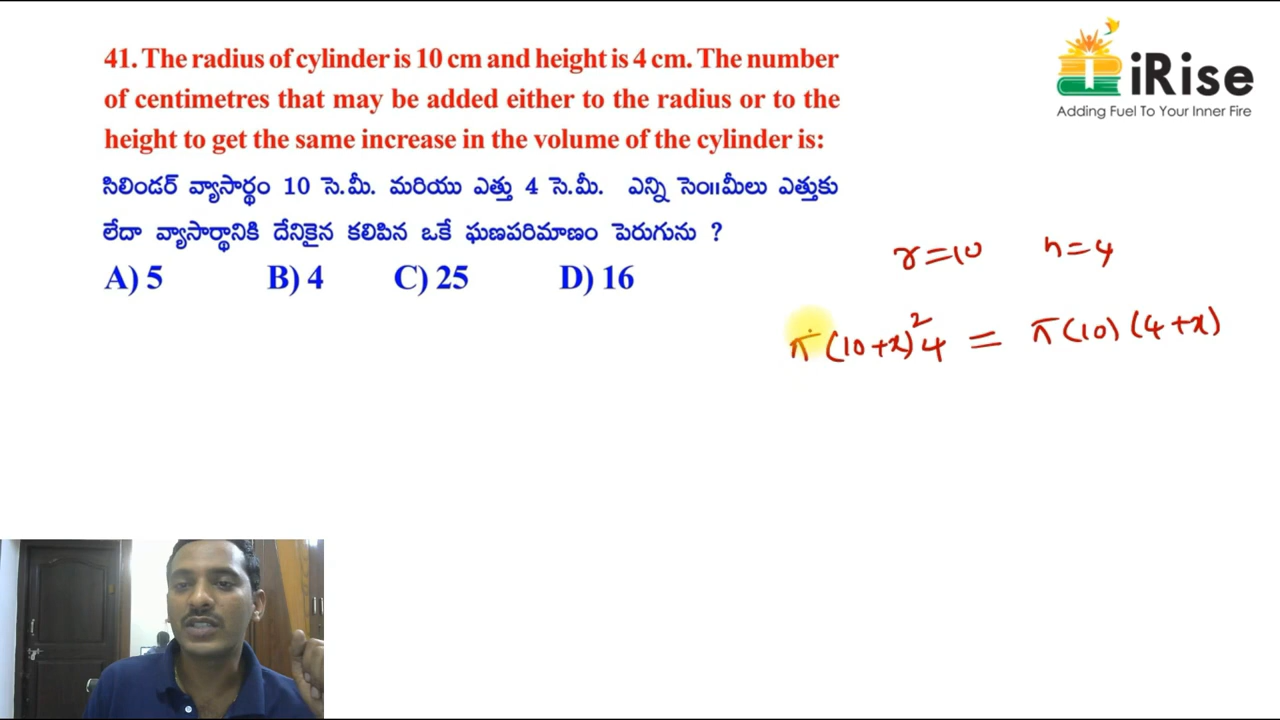 41. The radius of cylinder is 10 cm and height is 4 cm. The number
of centimetres that may be added either to the radius or to the
height to get the same increase in the volume of the cylinder is:
సిలిండర్ వ్యాసార్థం 10 సె.మీ. మరియు ఎత్తు 4 సె.మీ. ఎన్ని సెంIIమీలు ఎత్తుకు
లేదా వ్యాసార్థానికి దేనికైన కలిపిన ఒకే ఘణపరిమాణం పెరుగును ?
A) 5 B) 4 C) 25 D) 16
iRise
Adding Fuel To Your Inner Fire
r=10 h=4
π(10+x)²4 = π(10)(4+x)